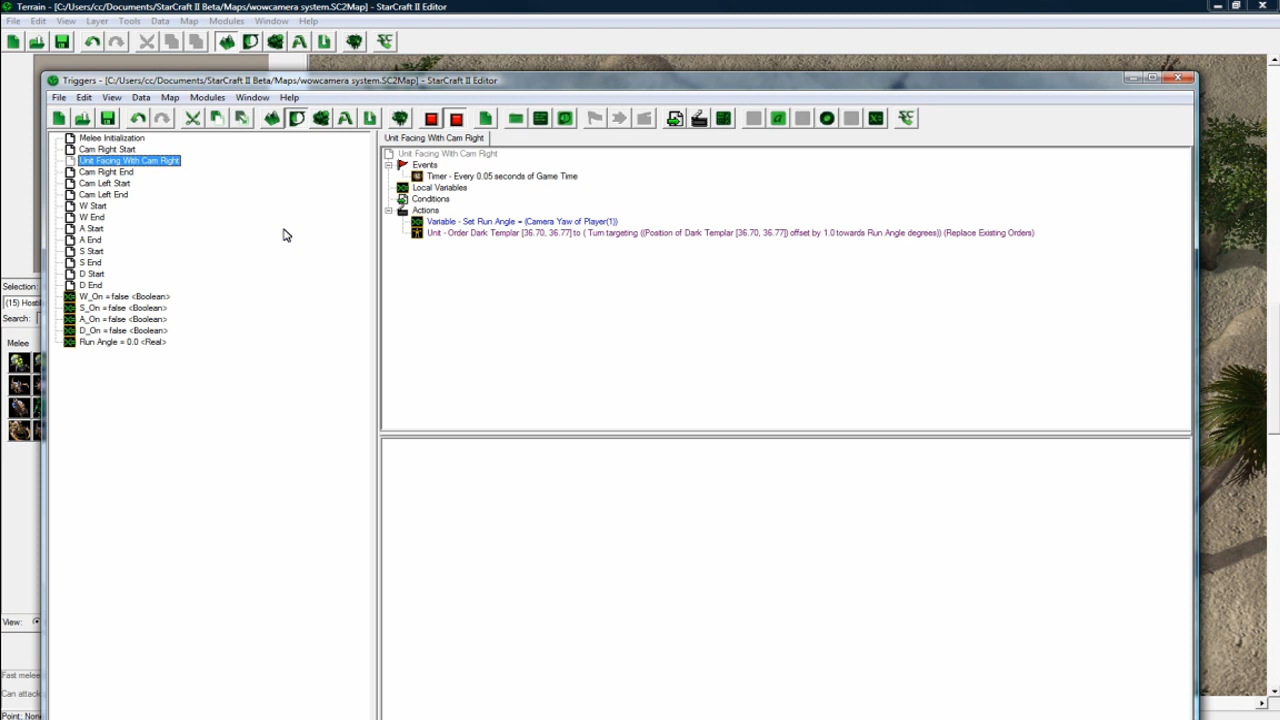 Terrain - [C:/Users/cc/Documents/StarCraft II Beta/Maps/wowcamera system.SC2Map] - StarCraft II Editor
File Edit View Layer Tools Data Map Modules Window Help
Triggers - [C:/Users/cc/Documents/StarCraft II Beta/Maps/wowcamera system.SC2Map] - StarCraft II Editor
File Edit View Data Map Modules Window Help
Melee Initialization
Cam Right Start
Unit Facing With Cam Right
Cam Right End
Cam Left Start
Cam Left End
W Start
W End
A Start
A End
S Start
S End
D Start
D End
W_On = false <Boolean>
S_On = false <Boolean>
A_On = false <Boolean>
D_On = false <Boolean>
Run Angle = 0.0 <Real>
Unit Facing With Cam Right
Unit Facing With Cam Right
Events
Timer - Every 0.05 seconds of Game Time
Local Variables
Conditions
Actions
Variable - Set Run Angle = (Camera Yaw of Player(1))
Unit - Order Dark Templar [36.70, 36.77] to ( Turn targeting ((Position of Dark Templar [36.70, 36.77]) offset by 1.0 towards Run Angle degrees)) (Replace Existing Orders)
Selection:
(15) Hosti
Search:
Melee
View:
Fast melee
Can attack
Point: None